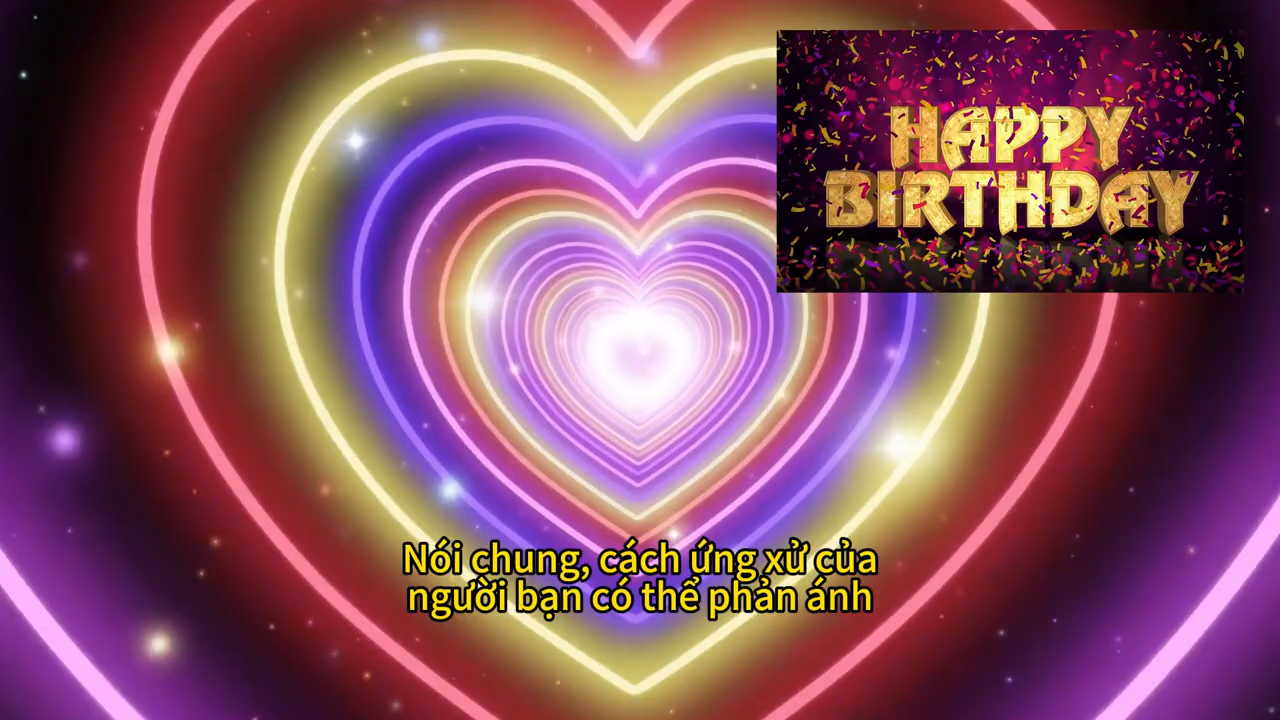 HAPPY
BIRTHDAY
Nói chung, cách ứng xử của
người bạn có thể phản ánh